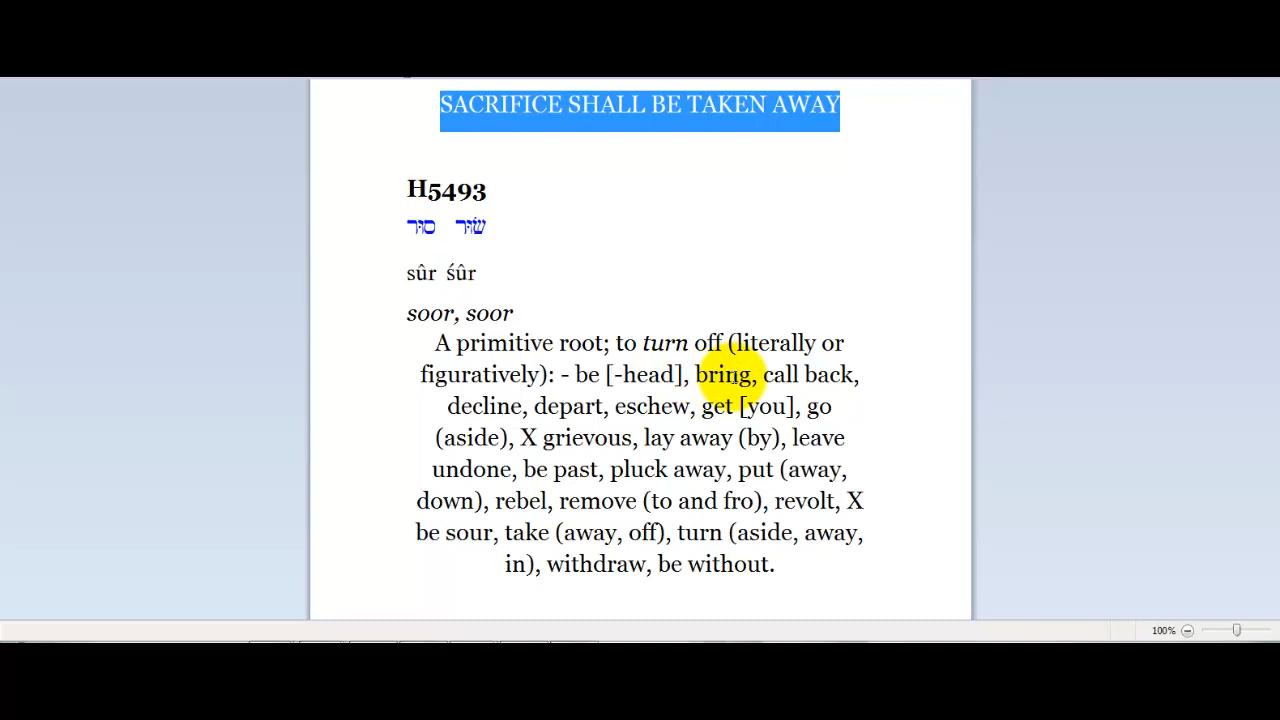 SACRIFICE SHALL BE TAKEN AWAY
H5493
סוּר שׂוּר
sûr śûr
soor, soor
A primitive root; to turn off (literally or
figuratively): - be [-head], bring, call back,
decline, depart, eschew, get [you], go
(aside), X grievous, lay away (by), leave
undone, be past, pluck away, put (away,
down), rebel, remove (to and fro), revolt, X
be sour, take (away, off), turn (aside, away,
in), withdraw, be without.
100%